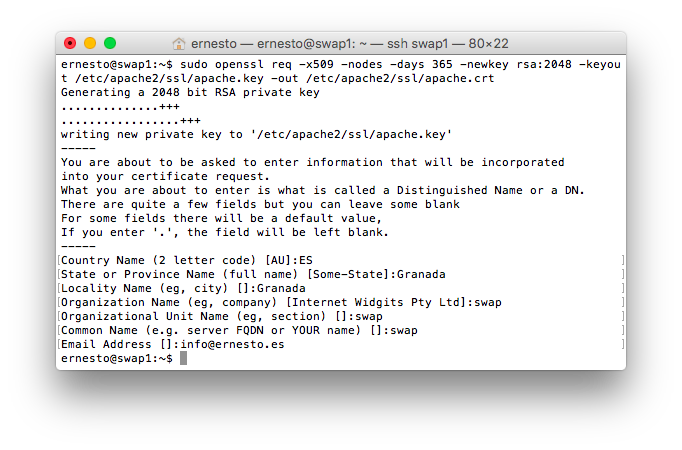 ernesto — ernesto@swap1: ~ — ssh swap1 — 80×22
ernesto@swap1:~$ sudo openssl req -x509 -nodes -days 365 -newkey rsa:2048 -keyou
t /etc/apache2/ssl/apache.key -out /etc/apache2/ssl/apache.crt
Generating a 2048 bit RSA private key
..............+++
.................+++
writing new private key to '/etc/apache2/ssl/apache.key'
-----
You are about to be asked to enter information that will be incorporated
into your certificate request.
What you are about to enter is what is called a Distinguished Name or a DN.
There are quite a few fields but you can leave some blank
For some fields there will be a default value,
If you enter '.', the field will be left blank.
-----
[Country Name (2 letter code) [AU]:ES ]
[State or Province Name (full name) [Some-State]:Granada ]
[Locality Name (eg, city) []:Granada ]
[Organization Name (eg, company) [Internet Widgits Pty Ltd]:swap ]
[Organizational Unit Name (eg, section) []:swap ]
[Common Name (e.g. server FQDN or YOUR name) []:swap ]
[Email Address []:info@ernesto.es ]
ernesto@swap1:~$